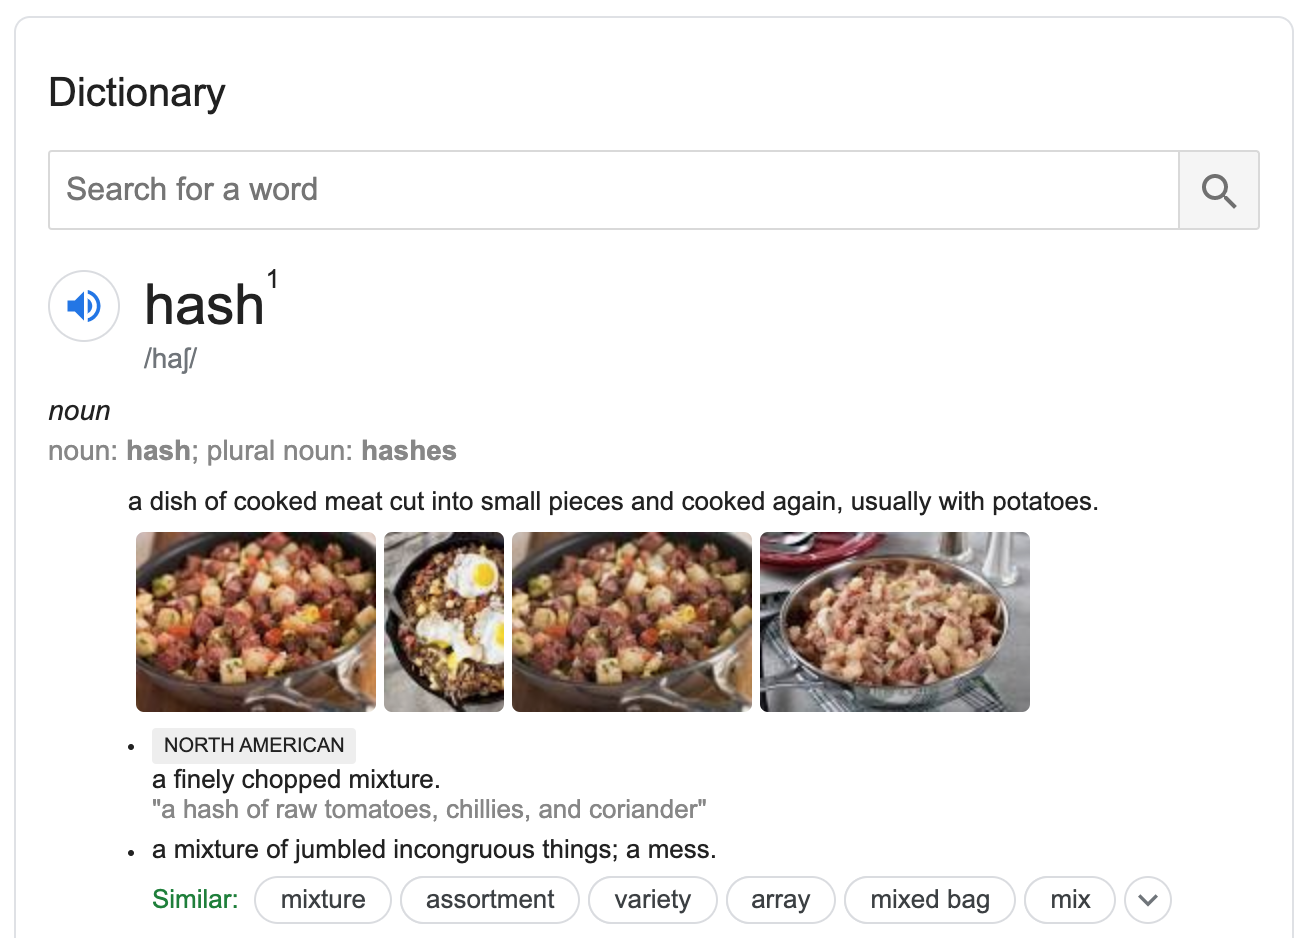 Dictionary
Search for a word
hash1
/haʃ/
noun
noun: hash; plural noun: hashes
a dish of cooked meat cut into small pieces and cooked again, usually with potatoes.
NORTH AMERICAN
a finely chopped mixture.
"a hash of raw tomatoes, chillies, and coriander"
a mixture of jumbled incongruous things; a mess.
Similar: mixture assortment variety array mixed bag mix